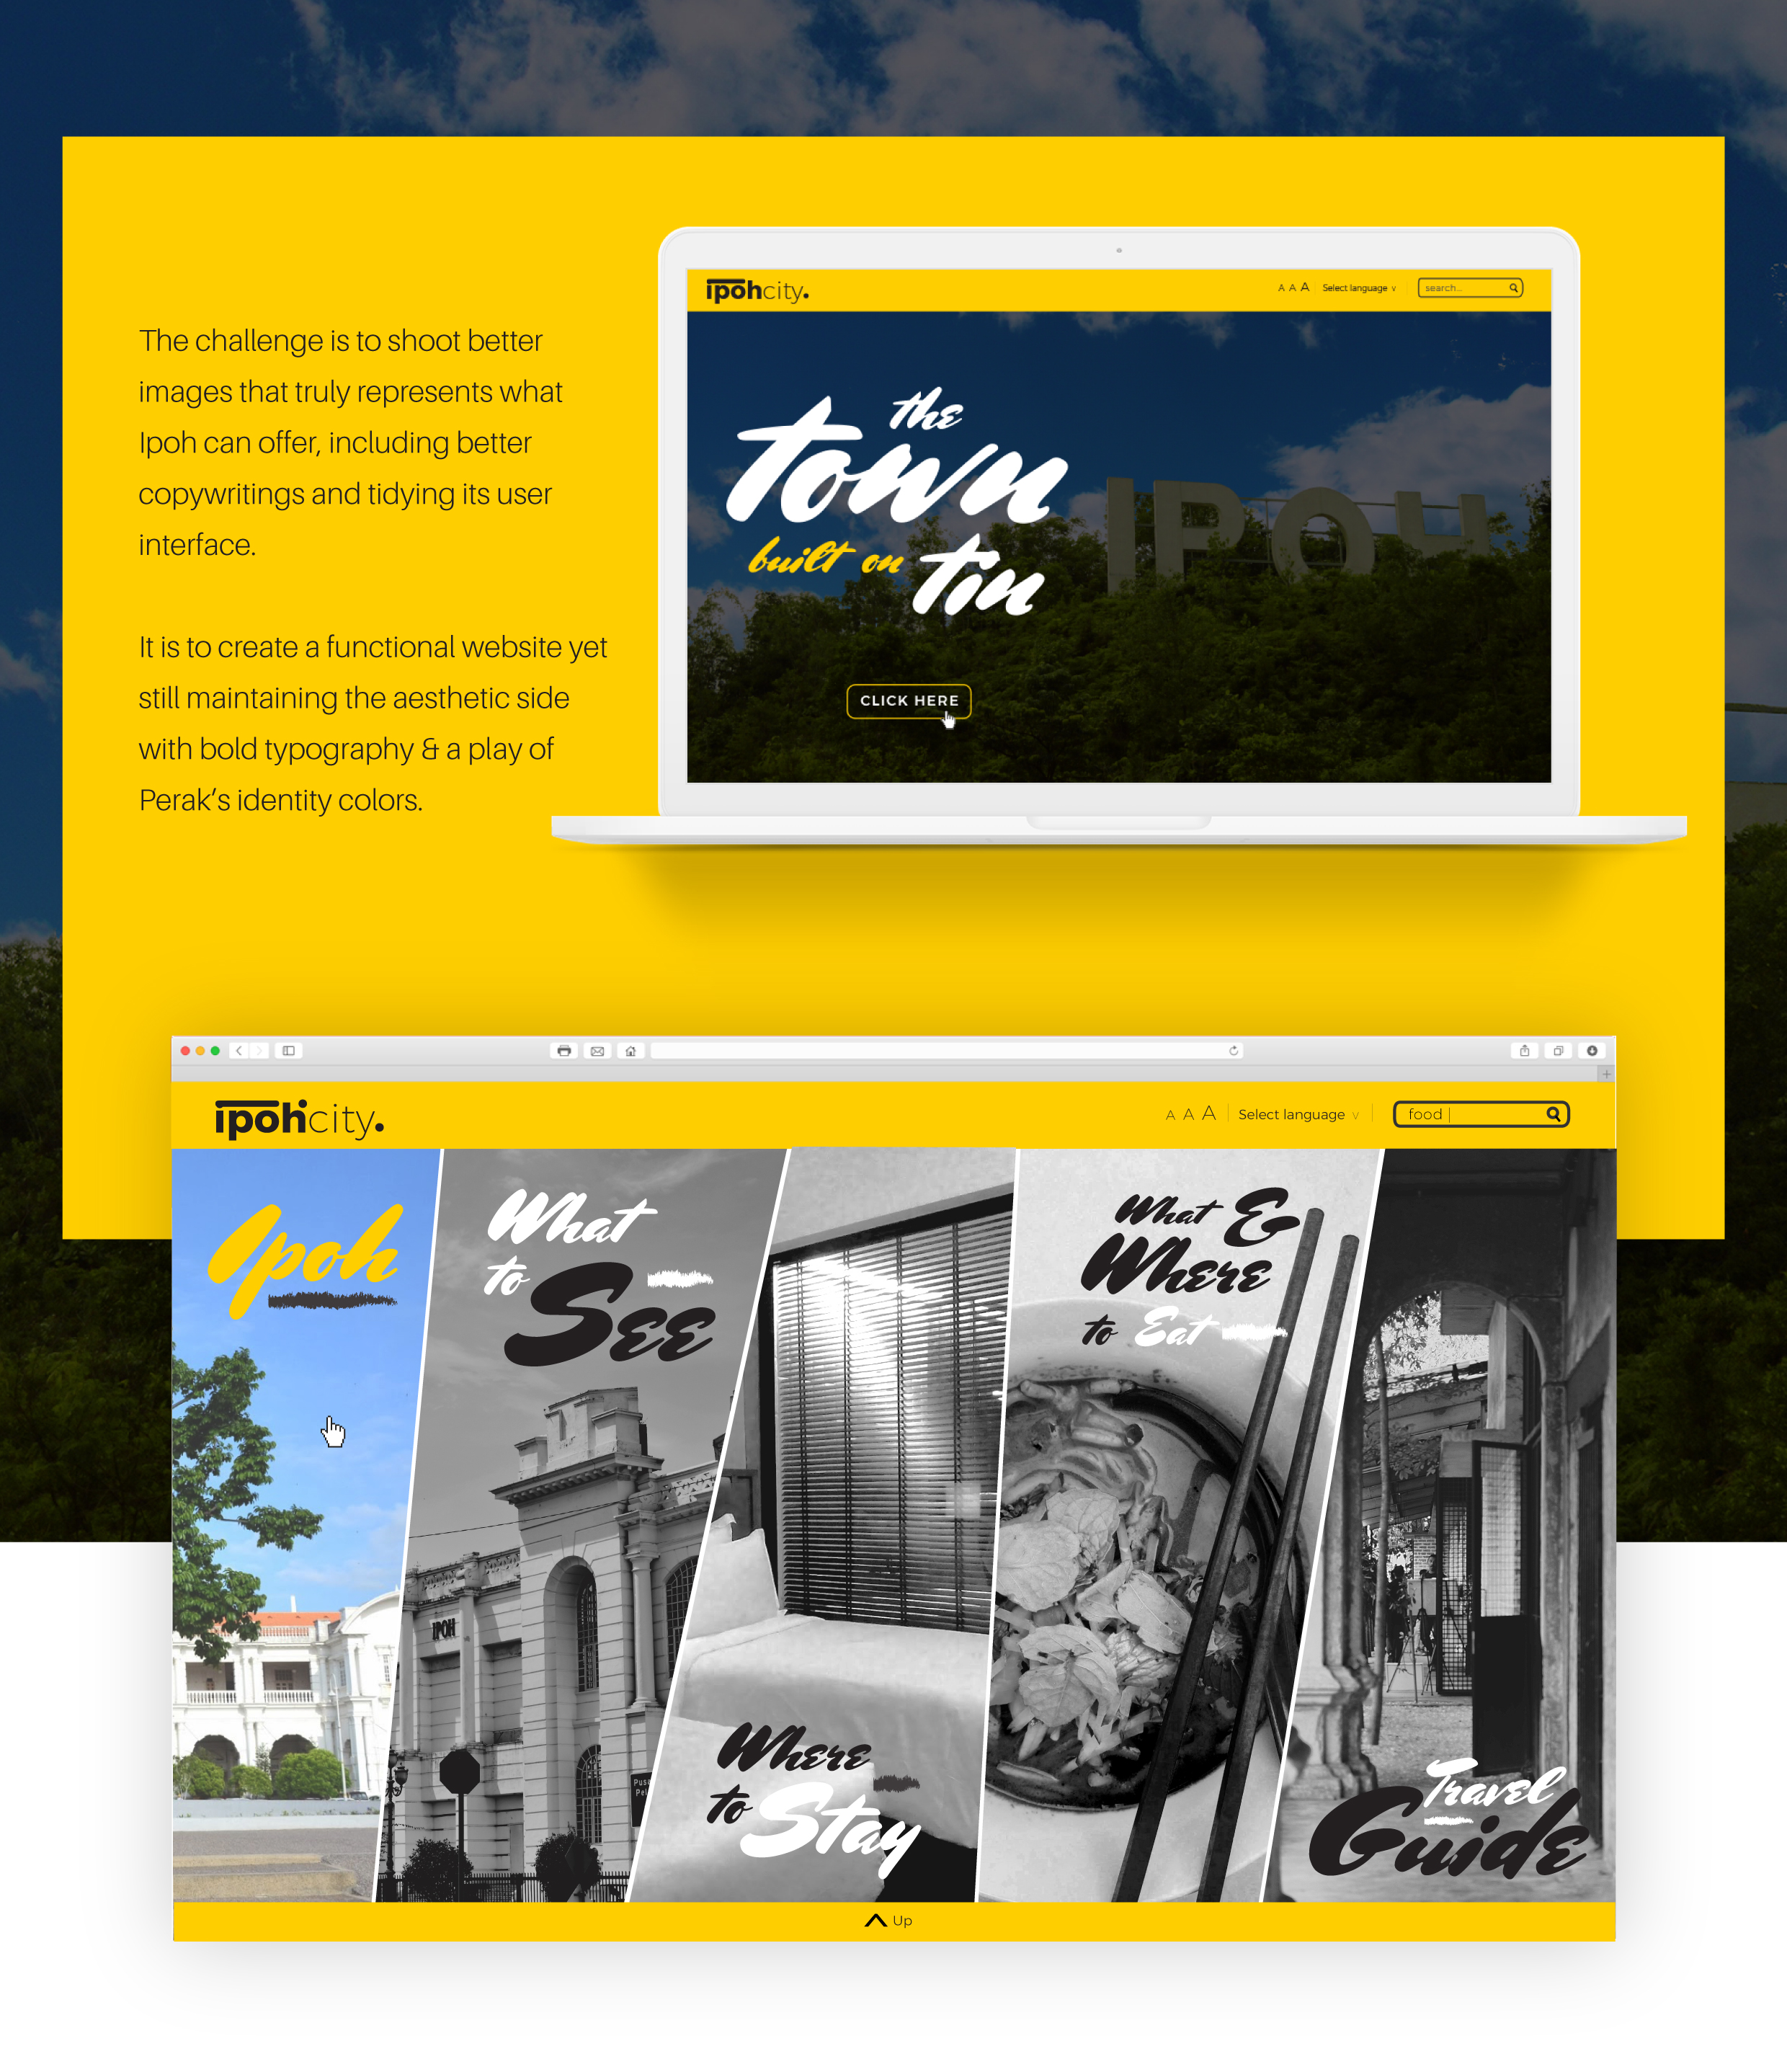 The challenge is to shoot better
images that truly represents what
Ipoh can offer, including better
copywritings and tidying its user
interface.
It is to create a functional website yet
still maintaining the aesthetic side
with bold typography & a play of
Perak's identity colors.
ipohcity.
A A A Select language v search...
the
town
built on tin
IPOH
CLICK HERE
ipohcity.
A A A Select language v food |
Ipoh
What
to See
IPOH
Where
to Stay
What &
Where
to Eat
Travel
Guide
Up